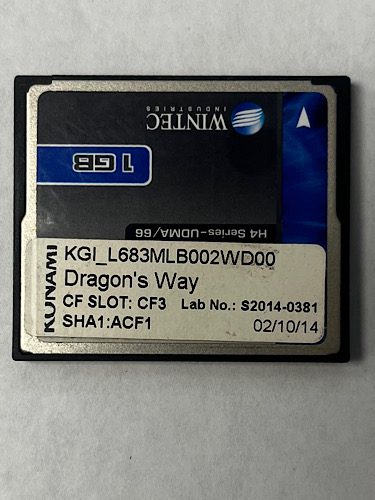 WINTEC
INDUSTRIES
1 GB
H4 Series-UDMA/66
KONAMI
KGI_L683MLB002WD00
Dragon's Way
CF SLOT: CF3 Lab No.: S2014-0381
SHA1:ACF1 02/10/14